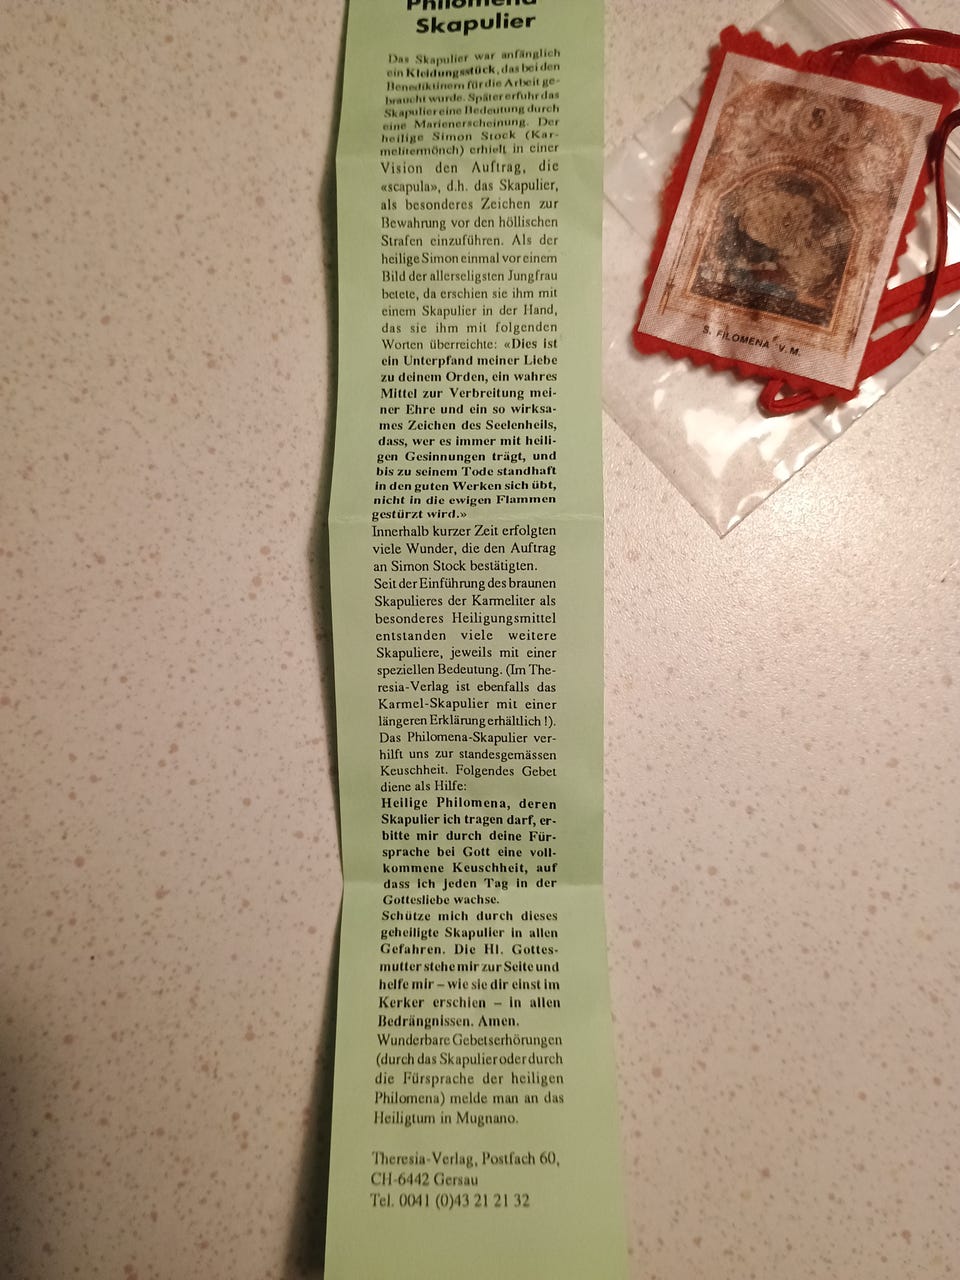 Philomena
Skapulier
Das Skapulier war anfänglich
ein Kleidungsstück, das bei den
Benediktinern für die Arbeit ge-
braucht wurde. Später erfuhr das
Skapulier eine Bedeutung durch
eine Marienerscheinung. Der
heilige Simon Stock (Kar-
melitermönch) erhielt in einer
Vision den Auftrag, die
«scapula», d.h. das Skapulier,
als besonderes Zeichen zur
Bewahrung vor den höllischen
Strafen einzuführen. Als der
heilige Simon einmal vor einem
Bild der allerseligsten Jungfrau
betete, da erschien sie ihm mit
einem Skapulier in der Hand,
das sie ihm mit folgenden
Worten überreichte: «Dies ist
ein Unterpfand meiner Liebe
zu deinem Orden, ein wahres
Mittel zur Verbreitung mei-
ner Ehre und ein so wirksa-
mes Zeichen des Seelenheils,
dass, wer es immer mit heili-
gen Gesinnungen trägt, und
bis zu seinem Tode standhaft
in den guten Werken sich übt,
nicht in die ewigen Flammen
gestürzt wird.»
Innerhalb kurzer Zeit erfolgten
viele Wunder, die den Auftrag
an Simon Stock bestätigten.
Seit der Einführung des braunen
Skapulieres der Karmeliter als
besonderes Heiligungsmittel
entstanden viele weitere
Skapuliere, jeweils mit einer
speziellen Bedeutung. (Im The-
resia-Verlag ist ebenfalls das
Karmel-Skapulier mit einer
längeren Erklärung erhältlich !).
Das Philomena-Skapulier ver-
hilft uns zur standesgemässen
Keuschheit. Folgendes Gebet
diene als Hilfe:
Heilige Philomena, deren
Skapulier ich tragen darf, er-
bitte mir durch deine Für-
sprache bei Gott eine voll-
kommene Keuschheit, auf
dass ich jeden Tag in der
Gottesliebe wachse.
Schütze mich durch dieses
geheiligte Skapulier in allen
Gefahren. Die Hl. Gottes-
mutter stehe mir zur Seite und
helfe mir – wie sie dir einst im
Kerker erschien – in allen
Bedrängnissen. Amen.
Wunderbare Gebetserhörungen
(durch das Skapulier oder durch
die Fürsprache der heiligen
Philomena) melde man an das
Heiligtum in Mugnano.
Theresia-Verlag, Postfach 60,
CH-6442 Gersau
Tel. 0041 (0)43 21 21 32
S. FILOMENA V. M.